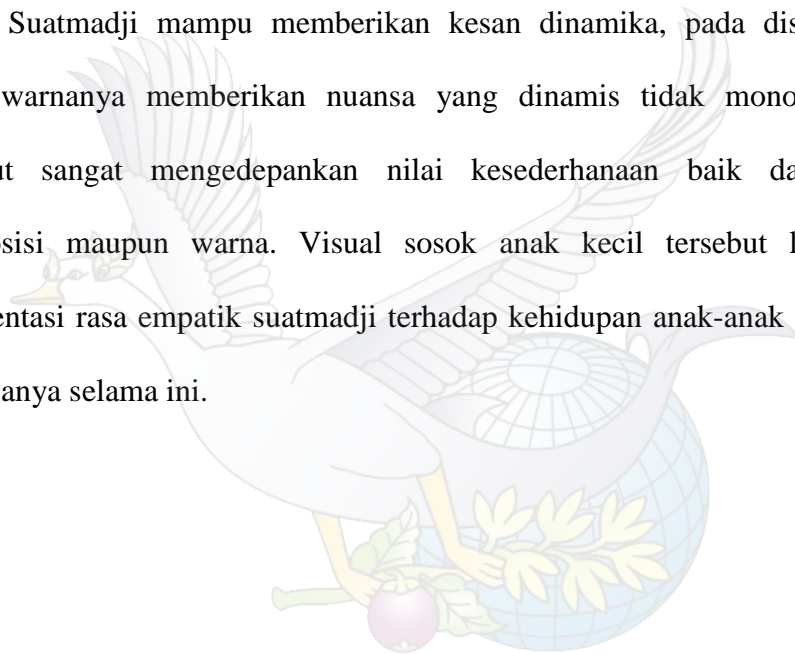 Suatmadji mampu memberikan kesan dinamika, pada dis
warnanya memberikan nuansa yang dinamis tidak mono
ut sangat mengedepankan nilai kesederhanaan baik da
sisi maupun warna. Visual sosok anak kecil tersebut
entasi rasa empatik suatmadji terhadap kehidupan anak-anak
anya selama ini.